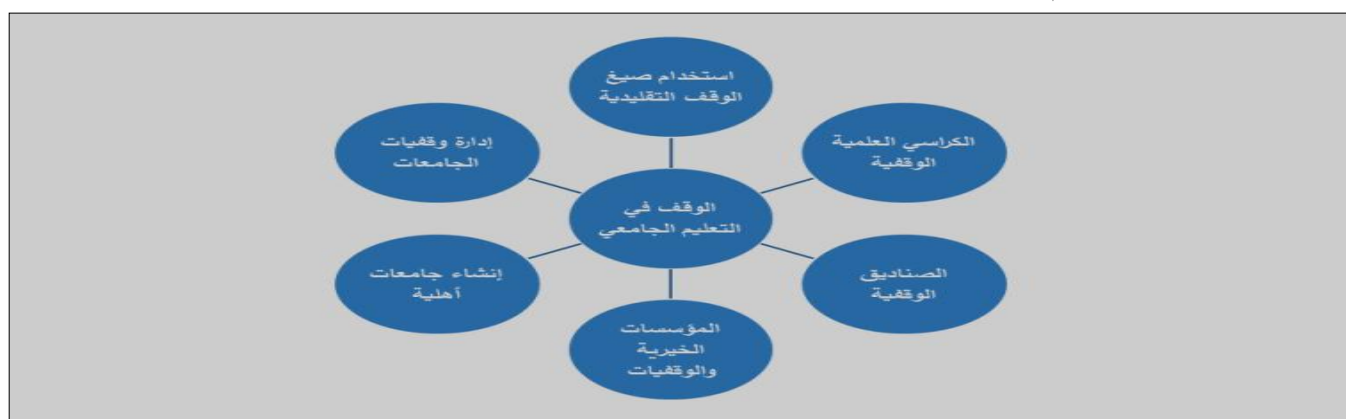 استخدام صيغ
الوقف التقليدية
الكراسي العلمية
الوقفية
الصناديق
الوقفية
المؤسسات
الخيرية
والوقفيات
إنشاء جامعات
أهلية
إدارة وقفيات
الجامعات
الوقف في
التعليم الجامعي